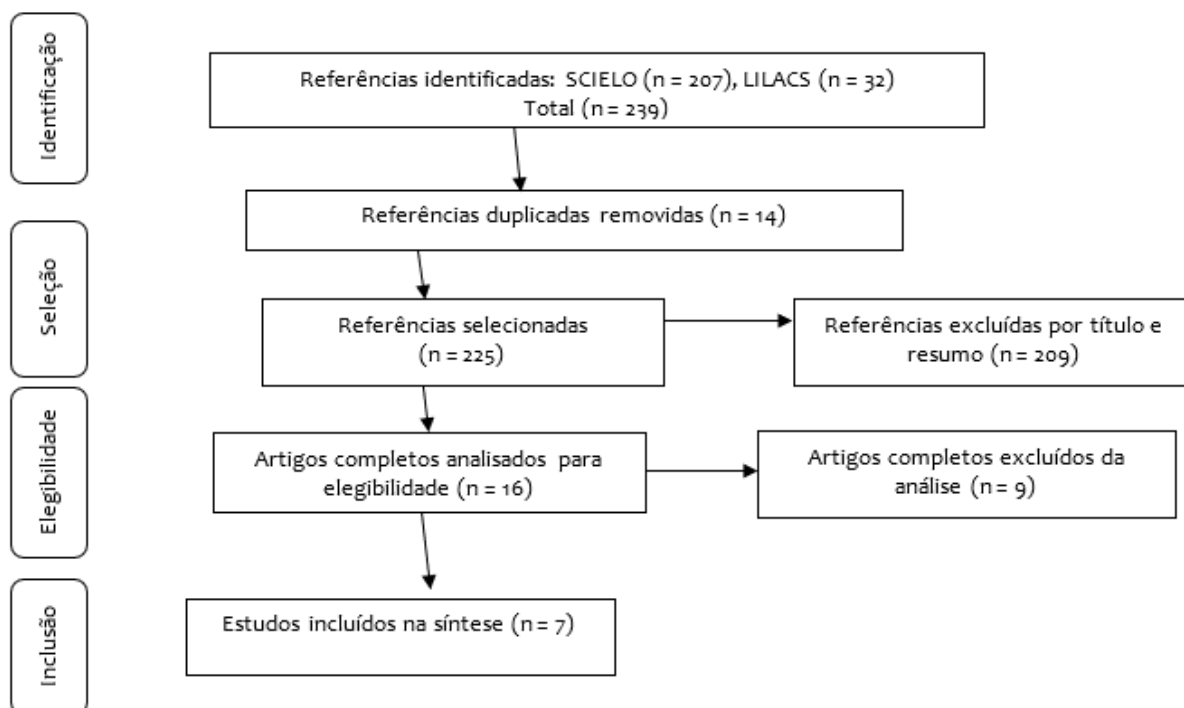 Identificação
Referências identificadas: SCIELO (n = 207), LILACS (n = 32)
Total (n = 239)
Referências duplicadas removidas (n = 14)
Seleção
Referências selecionadas
(n = 225)
Referências excluídas por título e
resumo (n = 209)
Elegibilidade
Artigos completos analisados para
elegibilidade (n = 16)
Artigos completos excluídos da
análise (n = 9)
Inclusão
Estudos incluídos na síntese (n = 7)